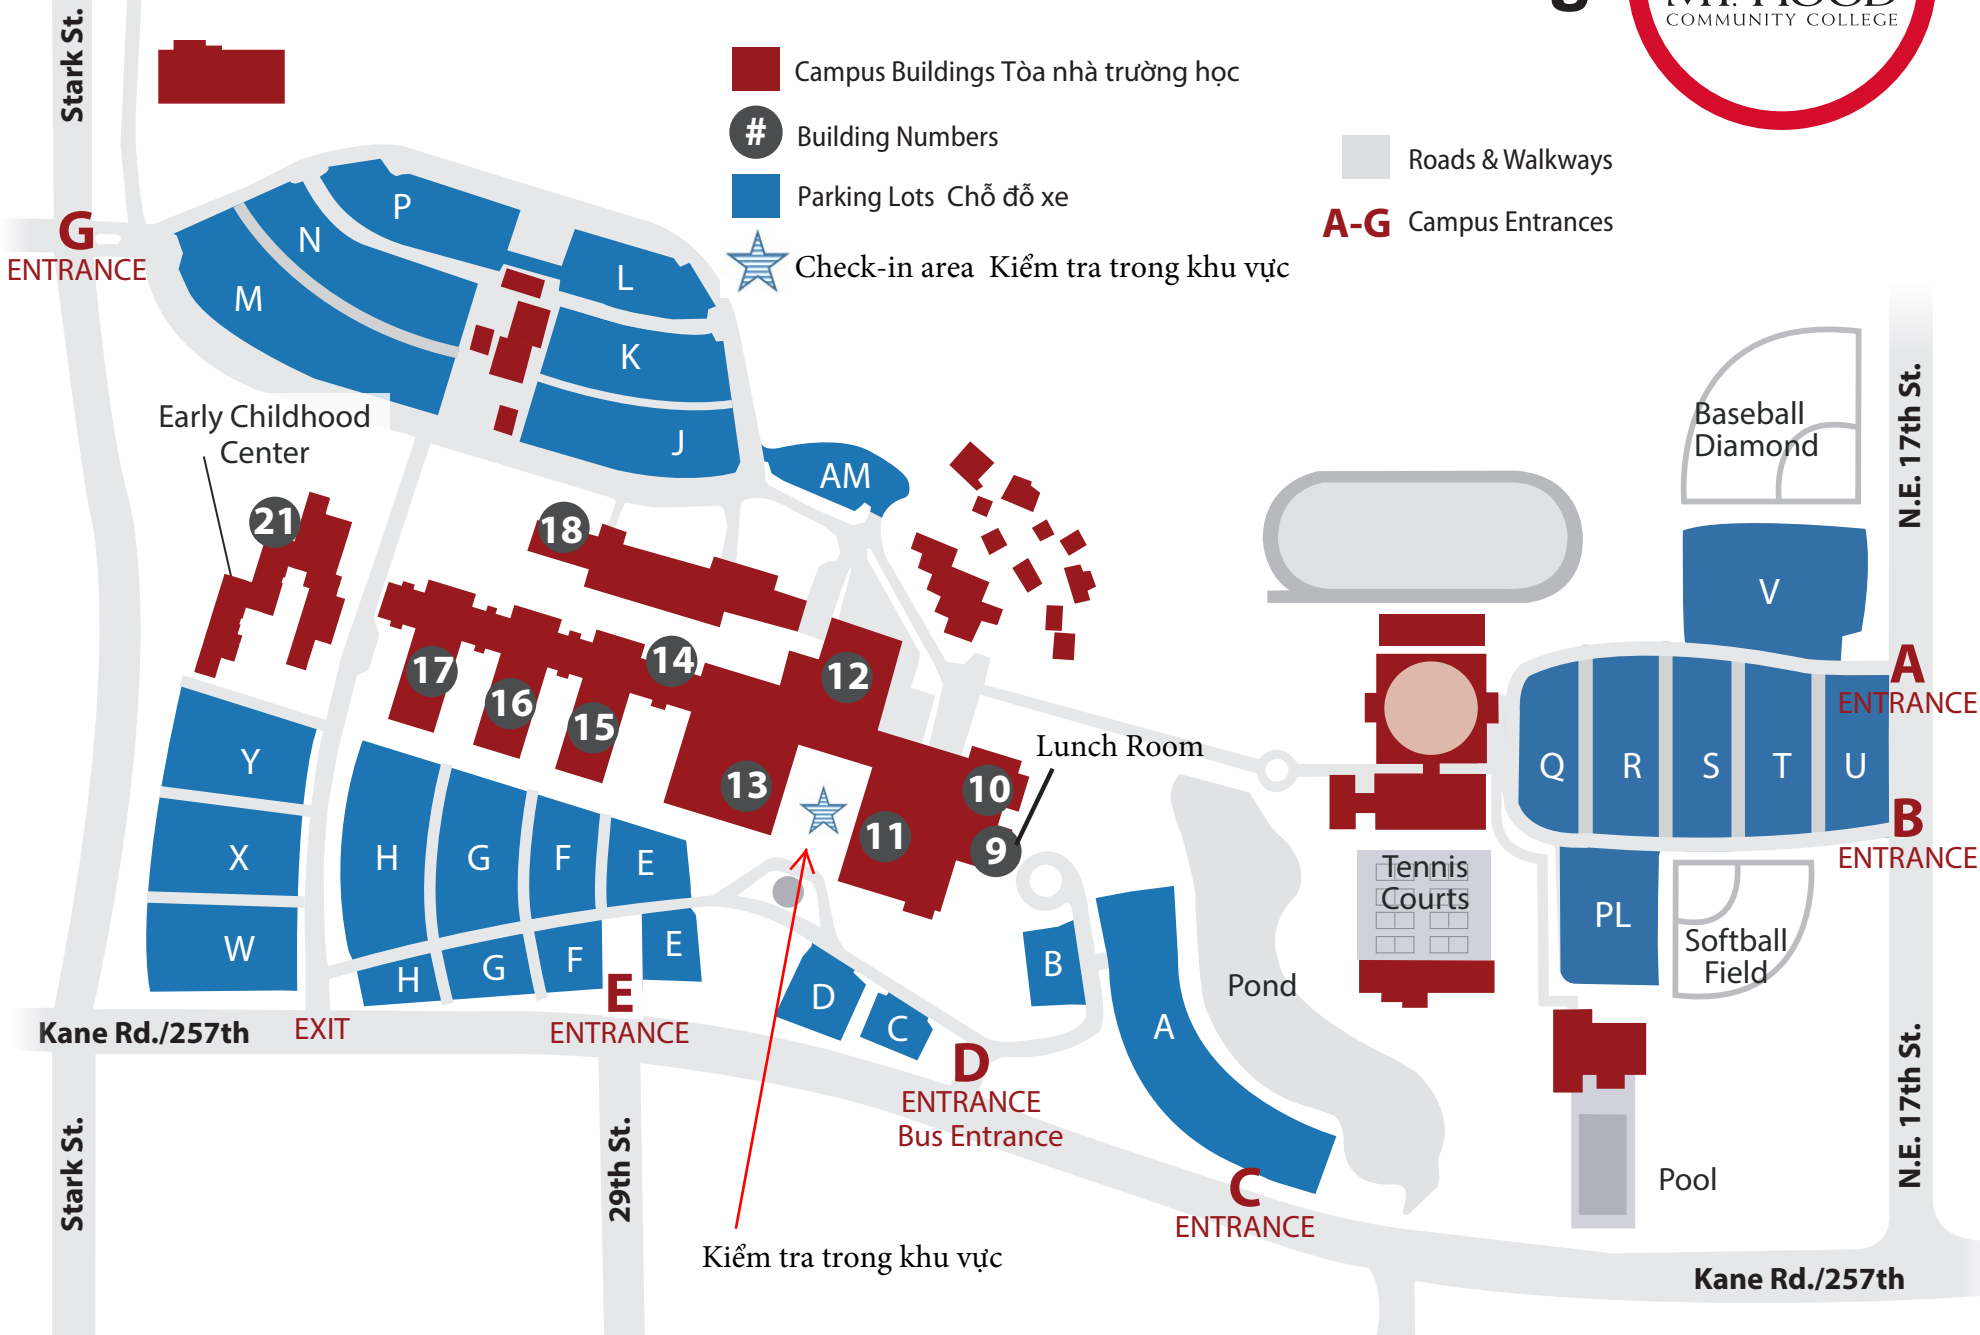 MT. HOOD
COMMUNITY COLLEGE
Stark St.
Campus Buildings Tòa nhà trường học
# Building Numbers
Parking Lots Chỗ đỗ xe
Check-in area Kiểm tra trong khu vực
Roads & Walkways
A-G Campus Entrances
G
ENTRANCE
P
N
M
L
K
J
AM
Early Childhood
Center
21
18
17
16
15
14
13
12
11
10
9
Lunch Room
Baseball
Diamond
N.E. 17th St.
V
A
ENTRANCE
Q
R
S
T
U
B
ENTRANCE
Tennis
Courts
PL
Softball
Field
Y
X
W
H
G
F
E
H
G
F
E
D
C
B
A
Pond
Kane Rd./257th
EXIT
E
ENTRANCE
D
ENTRANCE
Bus Entrance
C
ENTRANCE
Stark St.
29th St.
Kiểm tra trong khu vực
Pool
N.E. 17th St.
Kane Rd./257th